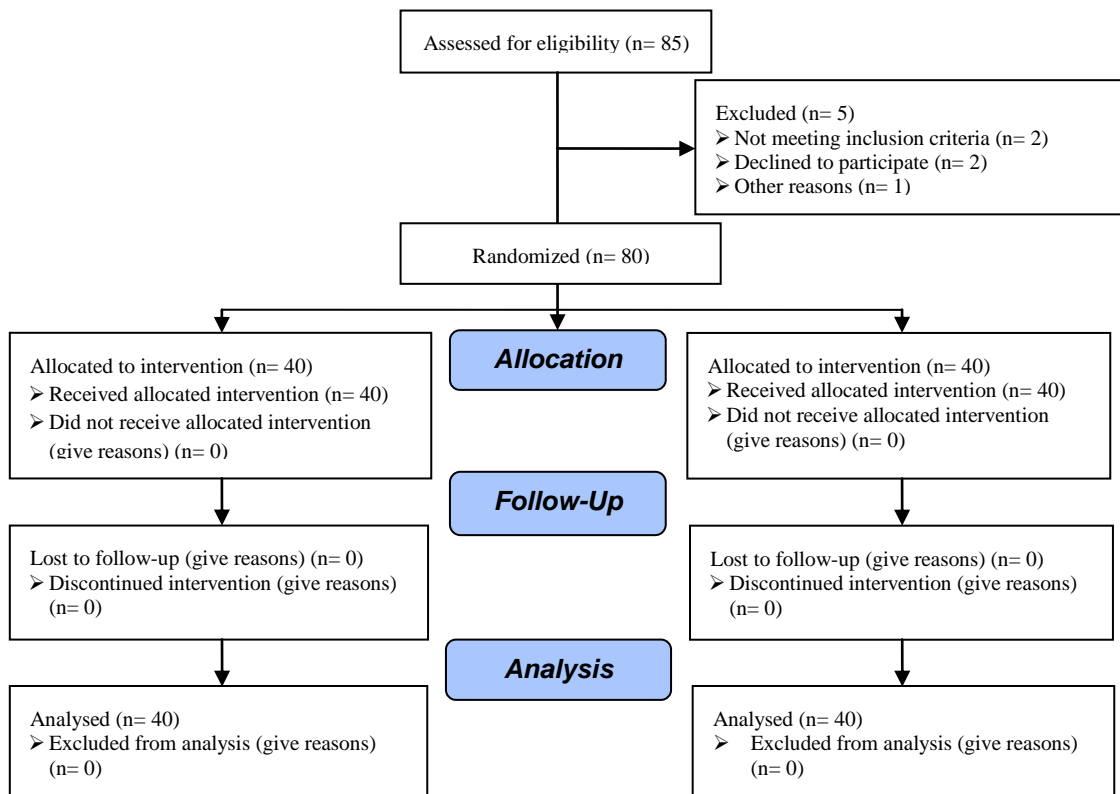 Assessed for eligibility (n= 85)
Excluded (n= 5)
➢ Not meeting inclusion criteria (n= 2)
➢ Declined to participate (n= 2)
➢ Other reasons (n= 1)
Randomized (n= 80)
Allocation
Allocated to intervention (n= 40)
➢ Received allocated intervention (n= 40)
➢ Did not receive allocated intervention
(give reasons) (n= 0)
Allocated to intervention (n= 40)
➢ Received allocated intervention (n= 40)
➢ Did not receive allocated intervention
(give reasons) (n= 0)
Follow-Up
Lost to follow-up (give reasons) (n= 0)
➢ Discontinued intervention (give reasons)
(n= 0)
Lost to follow-up (give reasons) (n= 0)
➢ Discontinued intervention (give reasons)
(n= 0)
Analysis
Analysed (n= 40)
➢ Excluded from analysis (give reasons)
(n= 0)
Analysed (n= 40)
➢ Excluded from analysis (give reasons)
(n= 0)